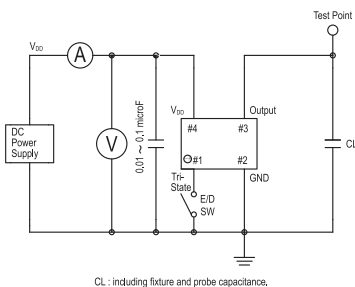 Test Point
VDD
A
DC
Power
Supply
V
0.01 ~ 0.1 microF
VDD
Output
#4
#3
#1
#2
Tri-
State
GND
E/D
SW
CL
CL : including fixture and probe capacitance.